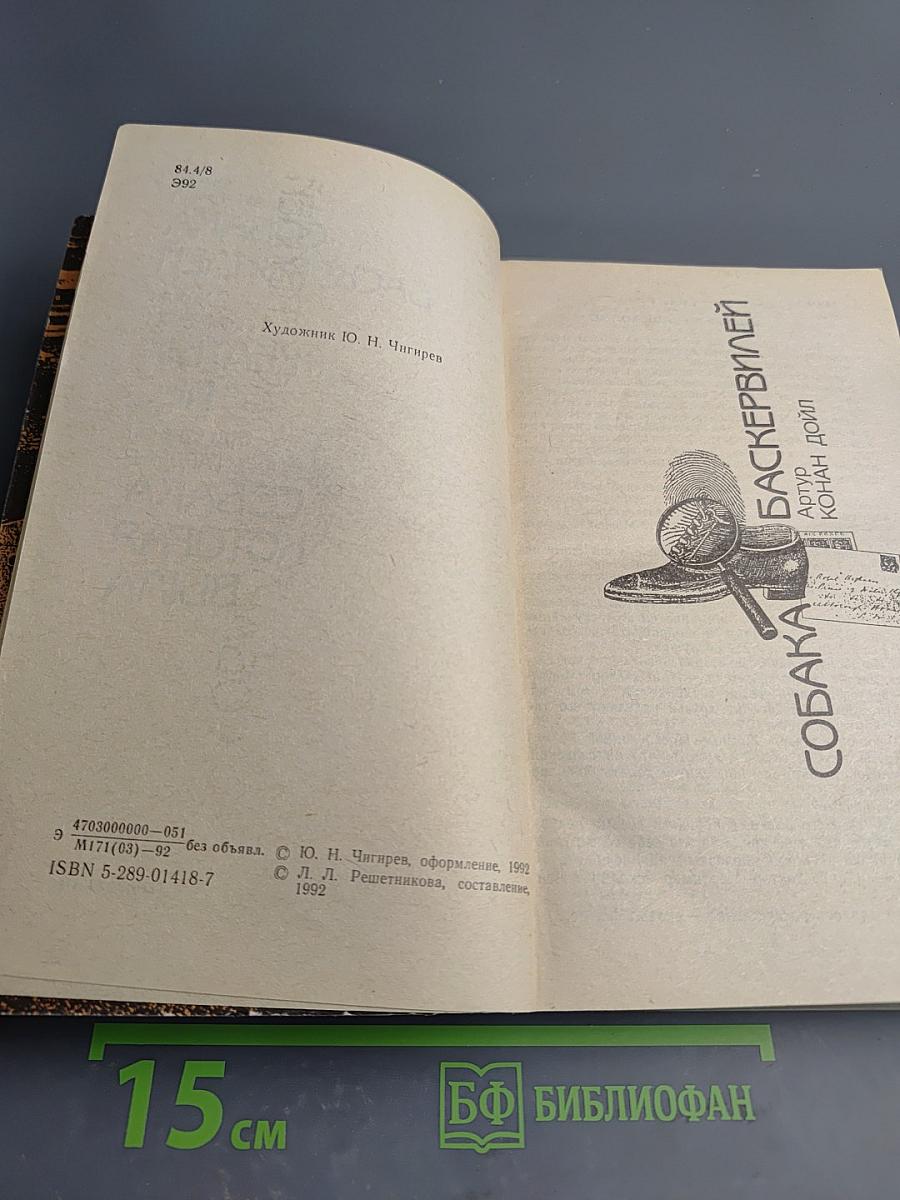 84.4/8
Э92
Художник Ю. Н. Чигирев
Э 4703000000—051
М171(03)—92 без объявл.
ISBN 5-289-01418-7
© Ю. Н. Чигирев, оформление, 1992
© Л. Л. Решетникова, составление,
1992
СОБАКА БАСКЕРВИЛЕЙ
Артур
КОНАН ДОЙЛ
15 см
БФ БИБЛИОФАН